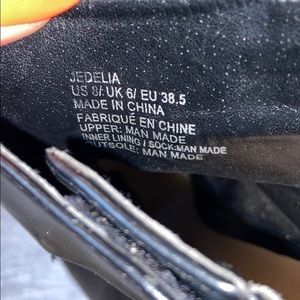 JEDELIA
US 8/ UK 6/ EU 38.5
MADE IN CHINA
FABRIQUÉ EN CHINE
UPPER: MAN MADE
INNER LINING / SOCK:MAN MADE
OUTSOLE: MAN MADE